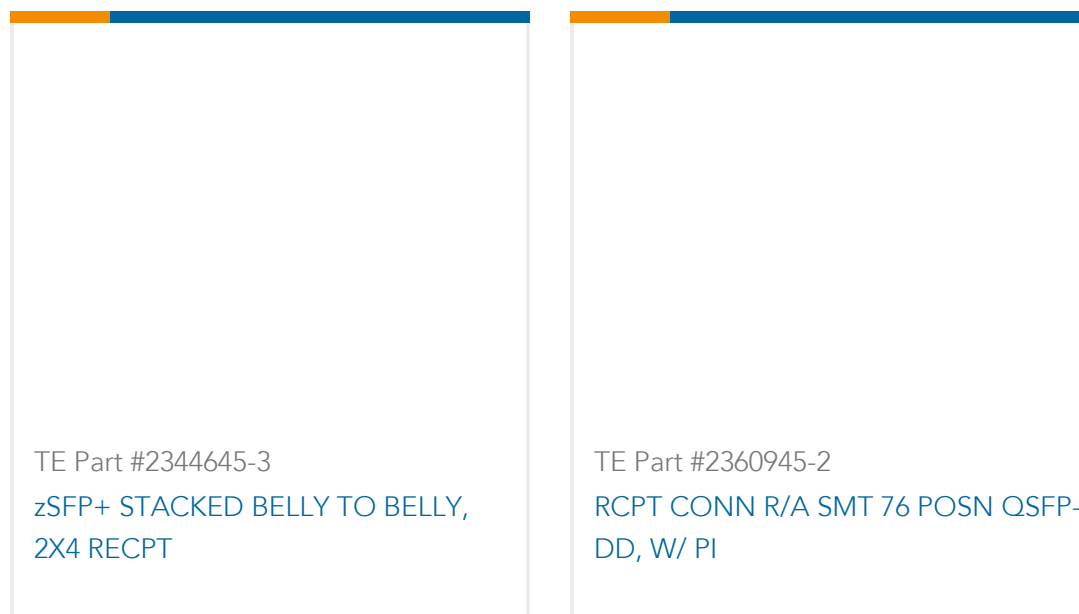 TE Part #2344645-3
zSFP+ STACKED BELLY TO BELLY,
2X4 RECPT
TE Part #2360945-2
RCPT CONN R/A SMT 76 POSN QSFP-
DD, W/ PI